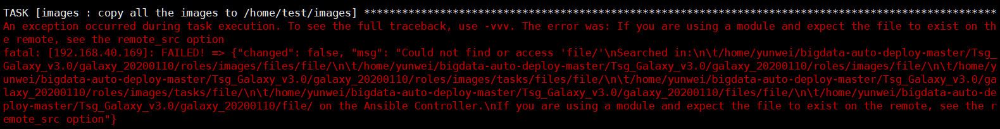 TASK [images : copy all the images to /home/test/images] ****************************************************************************************************
An exception occurred during task execution. To see the full traceback, use -vvv. The error was: If you are using a module and expect the file to exist on th
e remote, see the remote_src option
fatal: [192.168.40.169]: FAILED! => {"changed": false, "msg": "Could not find or access 'file/'\nSearched in:\n\t/home/yunwei/bigdata-auto-deploy-master/Tsg_
Galaxy_v3.0/galaxy_20200110/roles/images/files/file/\n\t/home/yunwei/bigdata-auto-deploy-master/Tsg_Galaxy_v3.0/galaxy_20200110/roles/images/file/\n\t/home/y
unwei/bigdata-auto-deploy-master/Tsg_Galaxy_v3.0/galaxy_20200110/roles/images/tasks/files/file/\n\t/home/yunwei/bigdata-auto-deploy-master/Tsg_Galaxy_v3.0/ga
laxy_20200110/roles/images/tasks/file/\n\t/home/yunwei/bigdata-auto-deploy-master/Tsg_Galaxy_v3.0/galaxy_20200110/files/file/\n\t/home/yunwei/bigdata-auto-de
ploy-master/Tsg_Galaxy_v3.0/galaxy_20200110/file/ on the Ansible Controller.\nIf you are using a module and expect the file to exist on the remote, see the r
emote_src option"}